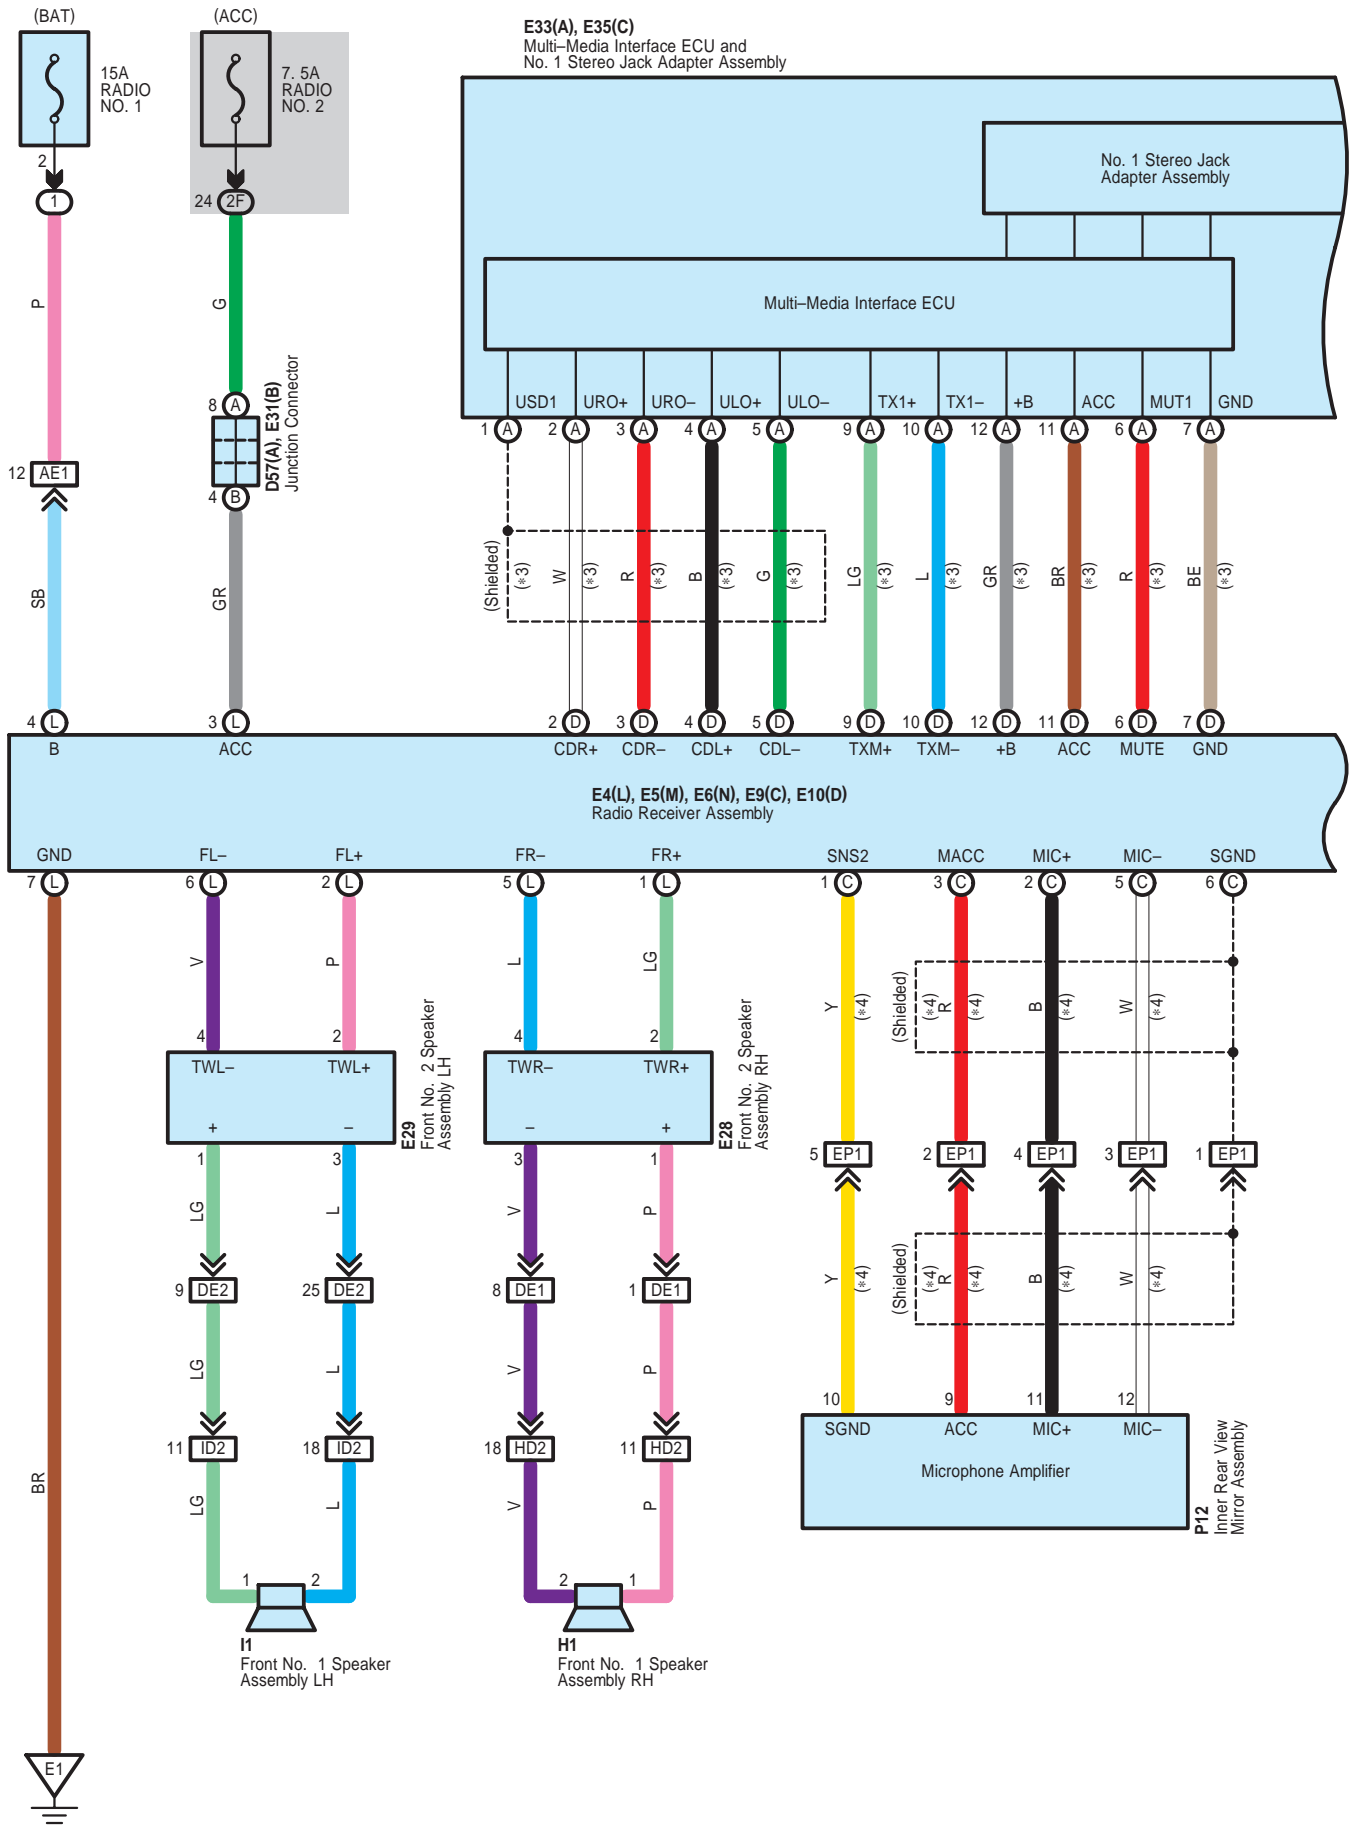 (BAT)
(ACC)
15A
RADIO
NO. 1
7. 5A
RADIO
NO. 2
2
1
24 2F
P
G
8 A
D57(A), E31(B)
Junction Connector
12 AE1
4 B
SB
GR
4 L
3 L
E33(A), E35(C)
Multi–Media Interface ECU and
No. 1 Stereo Jack Adapter Assembly
No. 1 Stereo Jack
Adapter Assembly
Multi–Media Interface ECU
USD1 URO+ URO– ULO+ ULO– TX1+ TX1– +B ACC MUT1 GND
1 A 2 A 3 A 4 A 5 A 9 A 10 A 12 A 11 A 6 A 7 A
(Shielded) (*3) W (*3) R (*3) B (*3) G (*3) LG (*3) L (*3) GR (*3) BR (*3) R (*3) BE (*3)
2 D 3 D 4 D 5 D 9 D 10 D 12 D 11 D 6 D 7 D
B ACC CDR+ CDR– CDL+ CDL– TXM+ TXM– +B ACC MUTE GND
E4(L), E5(M), E6(N), E9(C), E10(D)
Radio Receiver Assembly
GND FL– FL+ FR– FR+ SNS2 MACC MIC+ MIC– SGND
7 L 6 L 2 L 5 L 1 L 1 C 3 C 2 C 5 C 6 C
V P L LG
Y (*4) (Shielded) (*4) R (*4) B (*4) W (*4)
4 2 4 2
TWL– TWL+ TWR– TWR+
+ – – +
E29
Front No. 2 Speaker
Assembly LH
E28
Front No. 2 Speaker
Assembly RH
1 3 3 1
5 EP1 2 EP1 4 EP1 3 EP1 1 EP1
LG L V P
9 DE2 25 DE2 8 DE1 1 DE1
Y (*4) (Shielded) (*4) R (*4) B (*4) W (*4)
LG L V P
10 9 11 12
SGND ACC MIC+ MIC–
Microphone Amplifier
P12
Inner Rear View
Mirror Assembly
11 ID2 18 ID2 18 HD2 11 HD2
BR
LG L V P
1 2 2 1
I1
Front No. 1 Speaker
Assembly LH
H1
Front No. 1 Speaker
Assembly RH
E1